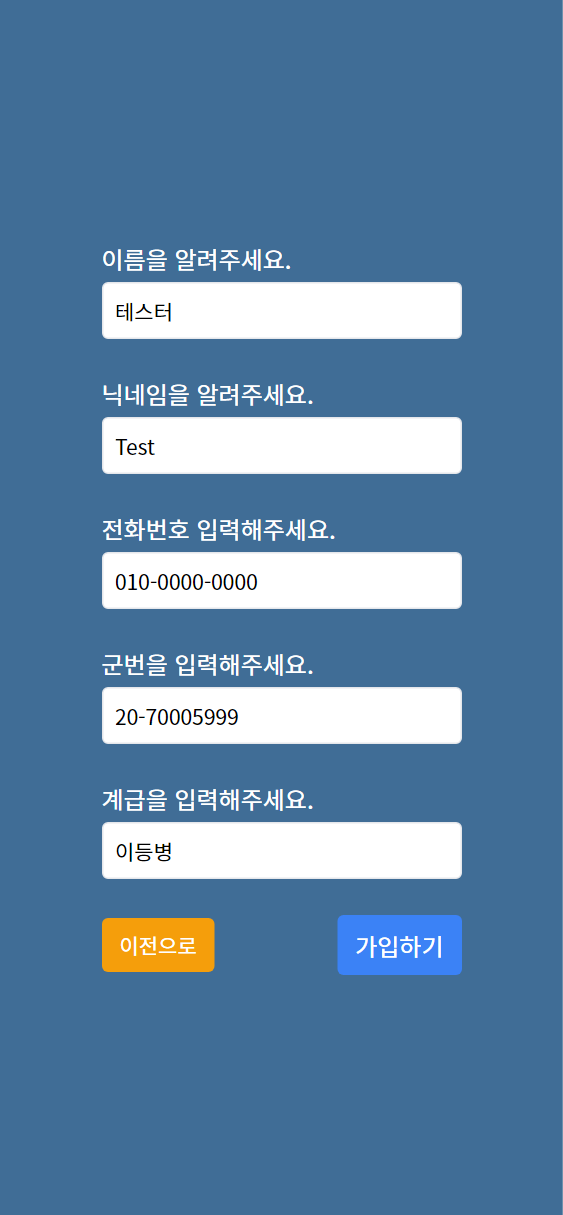 이름을 알려주세요.
테스터
닉네임을 알려주세요.
Test
전화번호 입력해주세요.
010-0000-0000
군번을 입력해주세요.
20-70005999
계급을 입력해주세요.
이등병
이전으로 가입하기